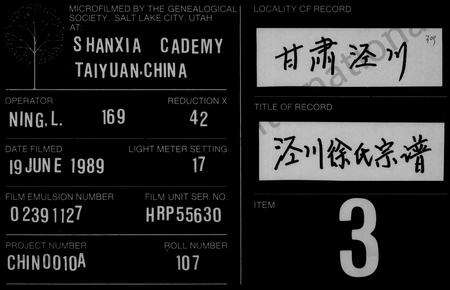 MICROFILMED BY THE GENEALOGICAL
SOCIETY. SALT LAKE CITY, UTAH
AT
SHANXIA CADEMY
TAIYUAN·CHINA
OPERATOR
REDUCTION X
NING, L. 169
42
DATE FILMED
LIGHT METER SETTING
19 JUNE 1989
17
FILM EMULSION NUMBER
FILM UNIT SER. NO.
02391127
HRP55630
PROJECT NUMBER
ROLL NUMBER
CHIN0010A
107
LOCALITY OF RECORD
甘肃泾川
TITLE OF RECORD
泾川徐氏宗谱
ITEM
3